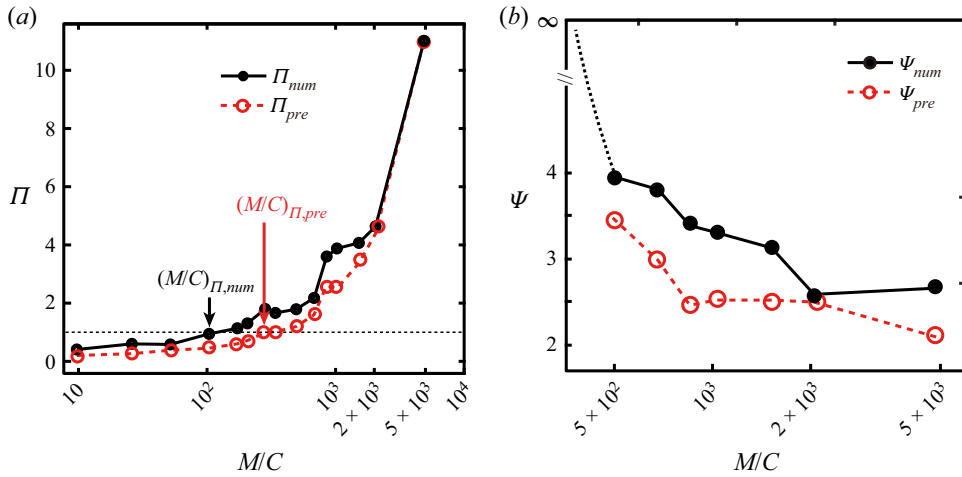 (a)
10
8
6
4
2
0
Π
Π_num
Π_pre
(M/C)_Π,pre
(M/C)_Π,num
10
10²
10³
2 × 10³
5 × 10³
10⁴
M/C
(b)
∞
4
3
2
Ψ
Ψ_num
Ψ_pre
5 × 10²
10³
2 × 10³
5 × 10³
M/C